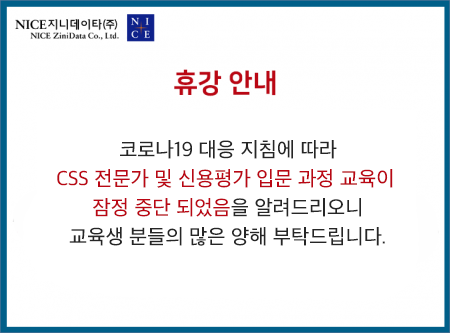 NICE지니데이타(주)
NICE ZiniData Co., Ltd.
N I
C E
휴강 안내
코로나19 대응 지침에 따라
CSS 전문가 및 신용평가 입문 과정 교육이
잠정 중단 되었음을 알려드리오니
교육생 분들의 많은 양해 부탁드립니다.